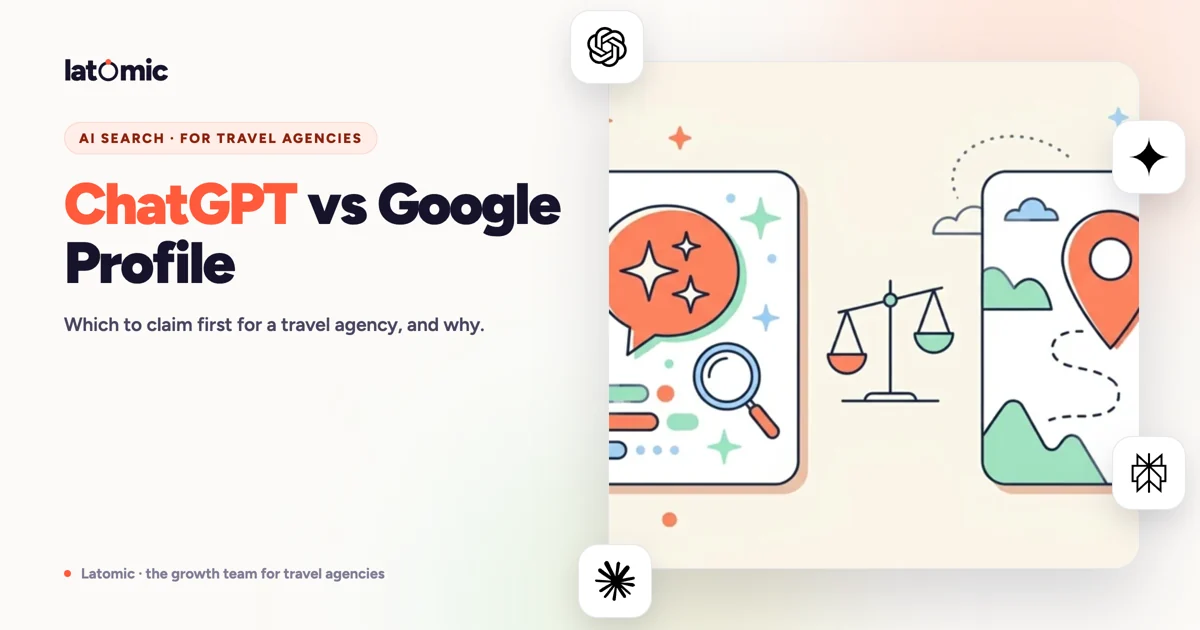 latomic
AI SEARCH · FOR TRAVEL AGENCIES
ChatGPT vs Google
Profile
Which to claim first for a travel agency, and why.
Latomic · the growth team for travel agencies